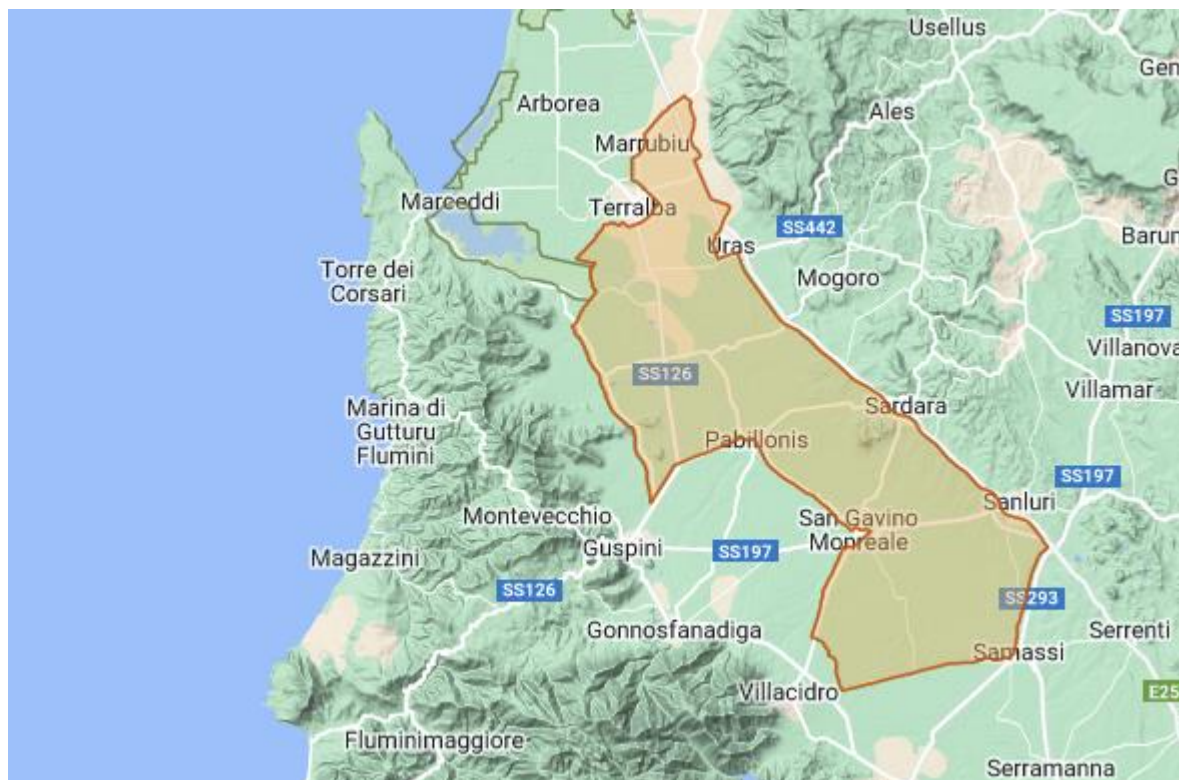 Usellus
Gen
Arborea
Ales
Marrubiu
G
Marceddi
Terralba
SS442
Uras
Barun
Mogoro
Torre dei
Corsari
SS197
Villanova
SS126
Villamar
Sardara
Marina di
Gutturu
Flumini
Pabillonis
SS197
Sanluri
Montevecchio
San Gavino
Monreale
Guspini
SS197
Magazzini
SS126
SS293
Gonnosfanadiga
Serrenti
Samassi
Villacidro
E25
Fluminimaggiore
Serramanna